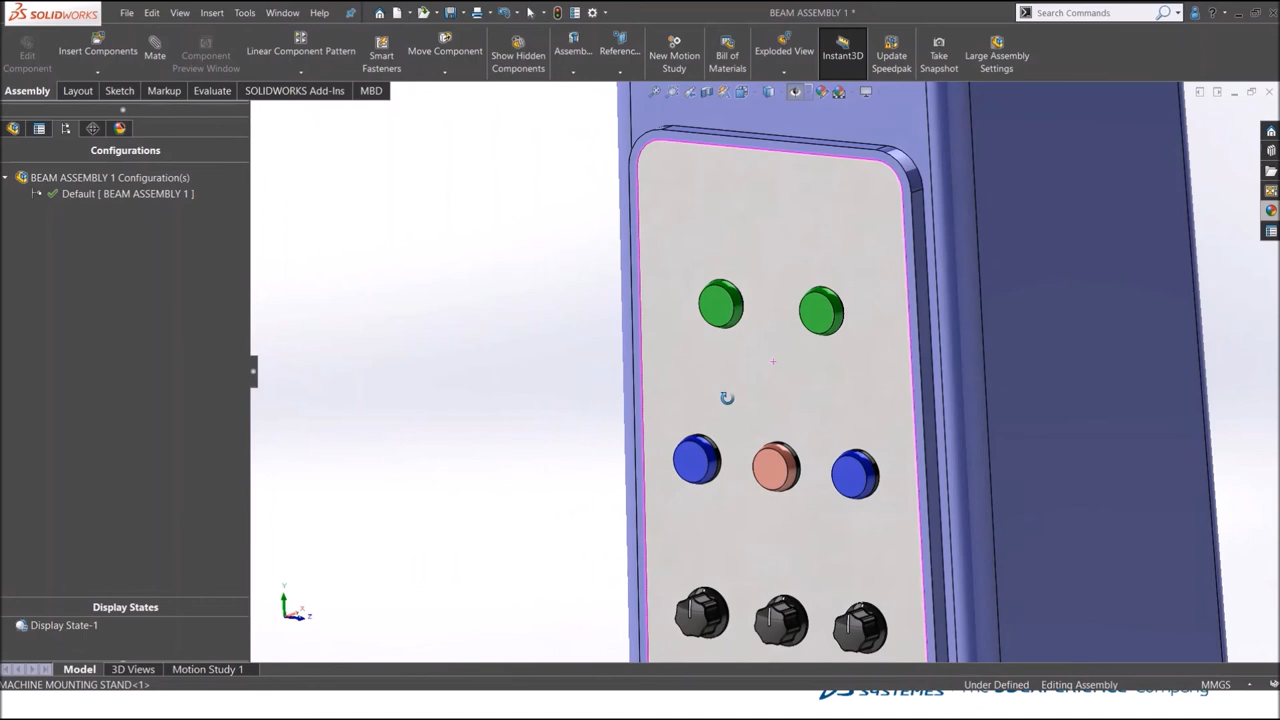 SOLIDWORKS File Edit View Insert Tools Window Help BEAM ASSEMBLY 1 * Search Commands
Edit Component
Insert Components
Mate
Component Preview Window
Linear Component Pattern
Smart Fasteners
Move Component
Show Hidden Components
Assemb...
Referenc...
New Motion Study
Bill of Materials
Exploded View
Instant3D
Update Speedpak
Take Snapshot
Large Assembly Settings
Assembly Layout Sketch Markup Evaluate SOLIDWORKS Add-Ins MBD
Configurations
BEAM ASSEMBLY 1 Configuration(s)
Default [ BEAM ASSEMBLY 1 ]
Y
X
Z
Display States
Display State-1
Model 3D Views Motion Study 1
MACHINE MOUNTING STAND<1> Under Defined Editing Assembly MMGS